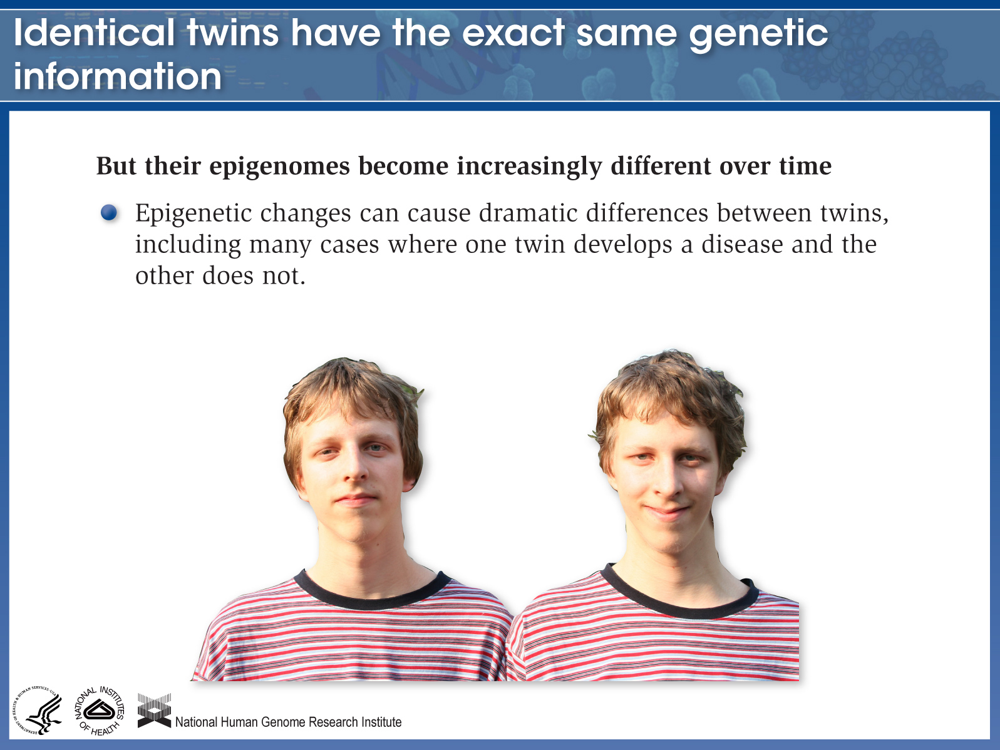 Identical twins have the exact same genetic
information
But their epigenomes become increasingly different over time
Epigenetic changes can cause dramatic differences between twins,
including many cases where one twin develops a disease and the
other does not.
DEPARTMENT OF HEALTH & HUMAN SERVICES·USA
NATIONAL INSTITUTES
OF HEALTH
National Human Genome Research Institute